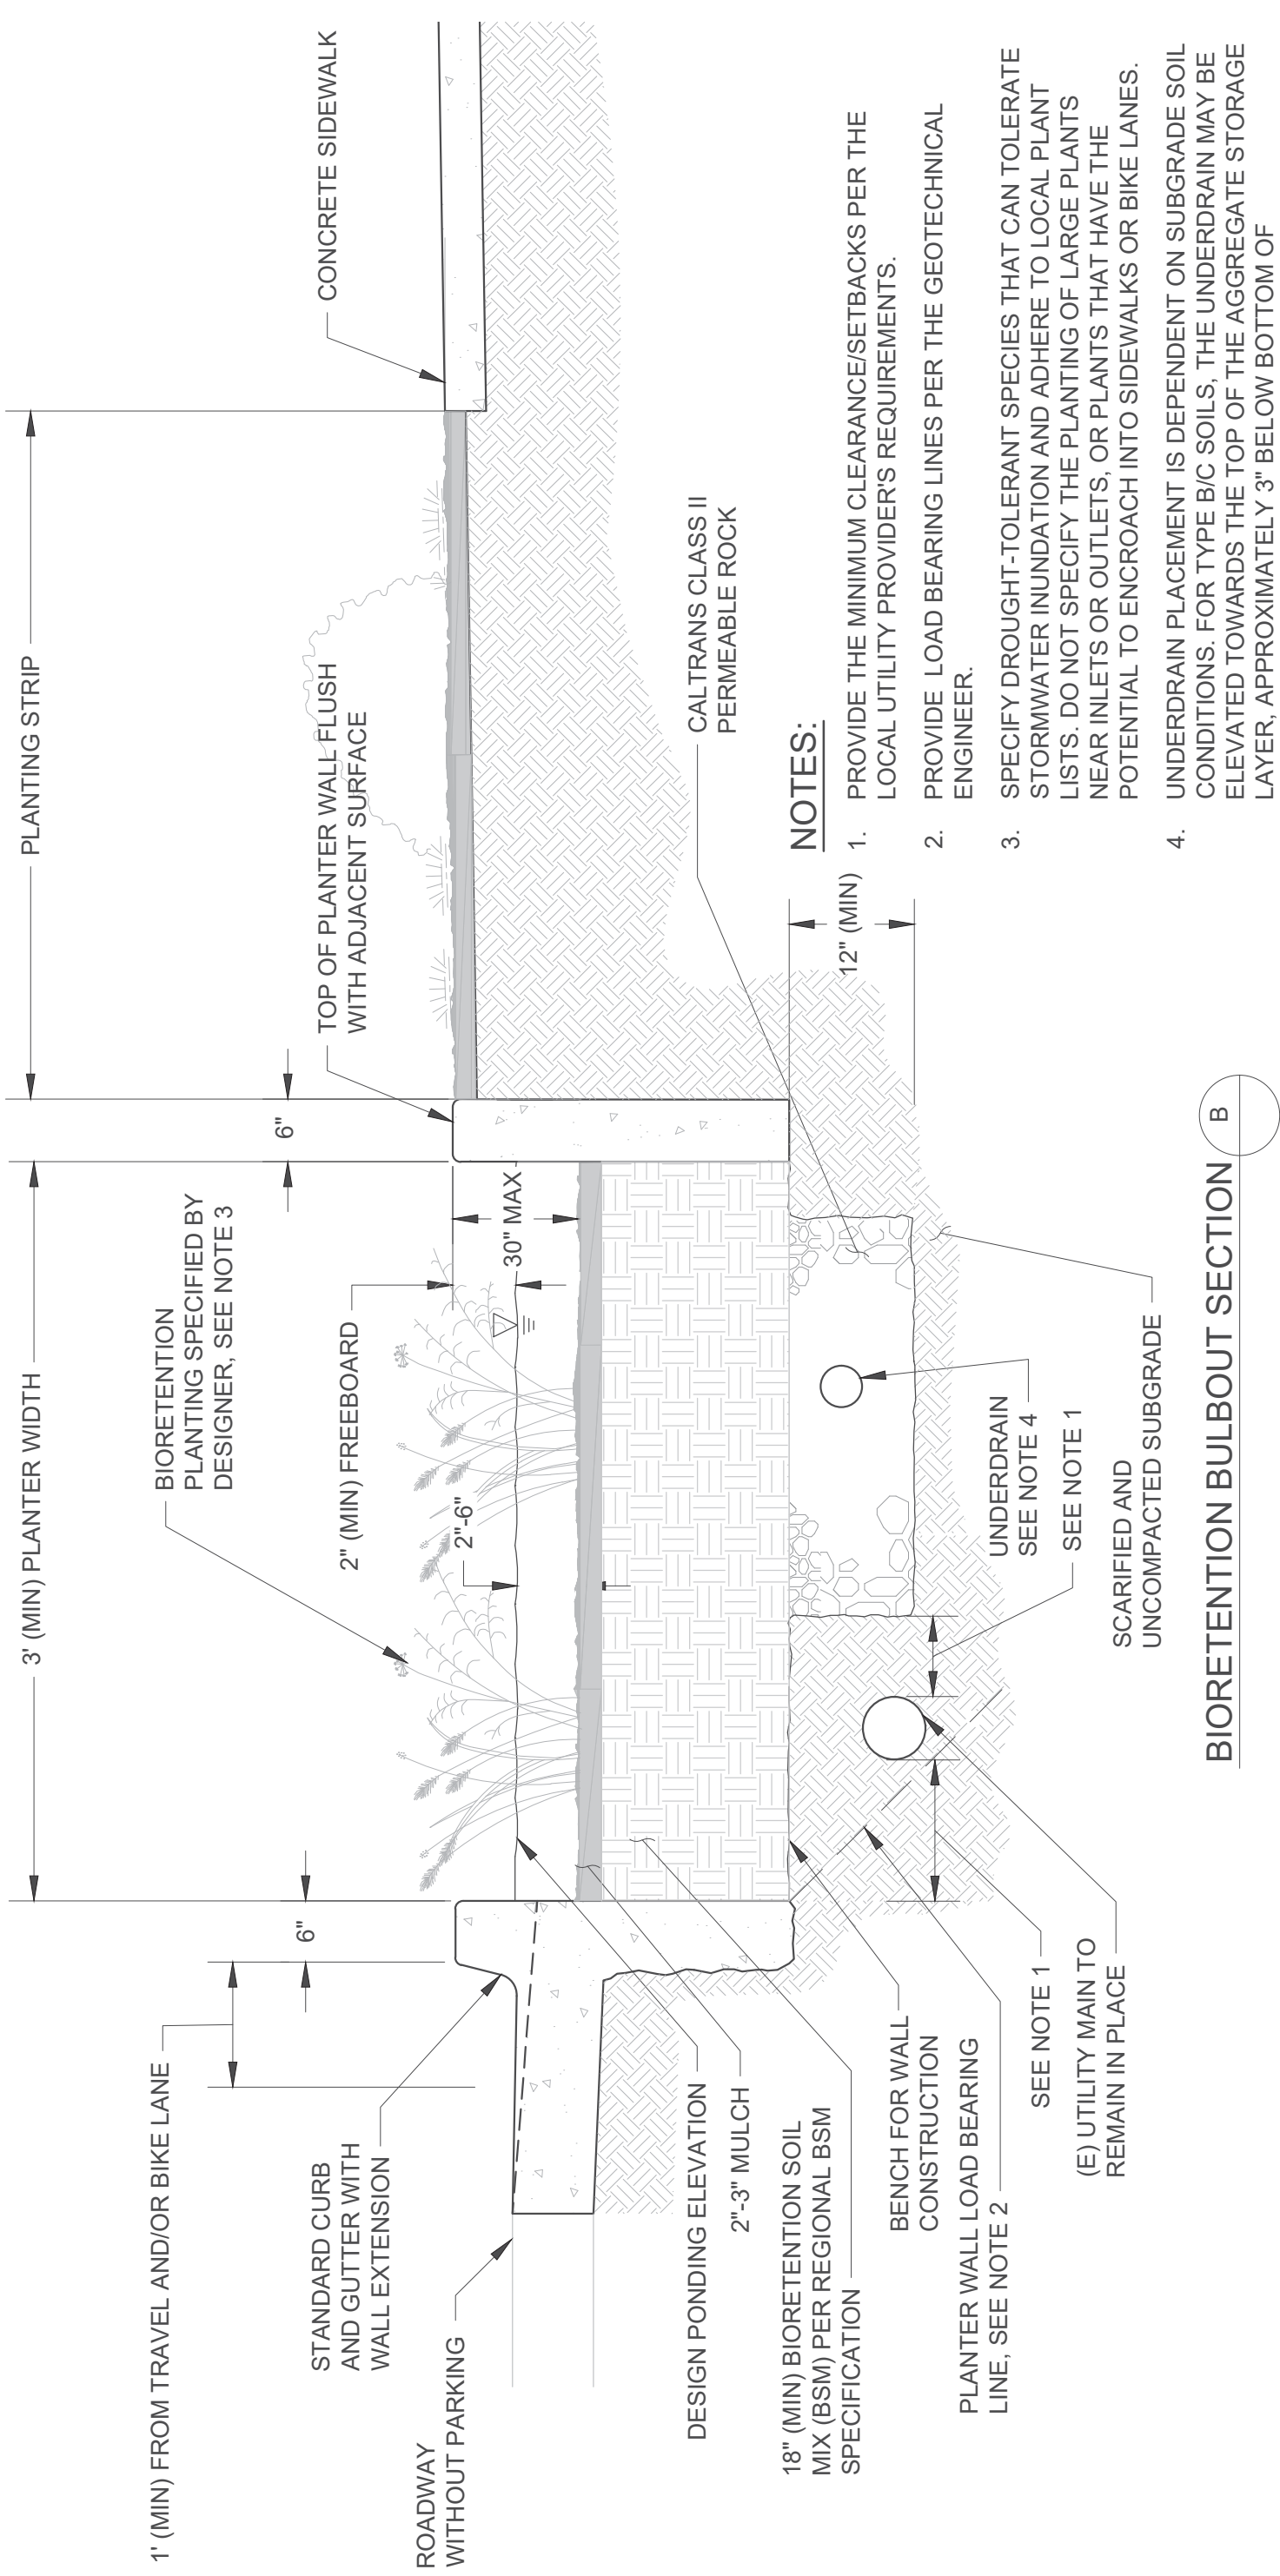 1' (MIN) FROM TRAVEL AND/OR BIKE LANE
3' (MIN) PLANTER WIDTH
PLANTING STRIP
6"
6"
BIORETENTION
PLANTING SPECIFIED BY
DESIGNER, SEE NOTE 3
STANDARD CURB
AND GUTTER WITH
WALL EXTENSION
2" (MIN) FREEBOARD
TOP OF PLANTER WALL FLUSH
WITH ADJACENT SURFACE
CONCRETE SIDEWALK
ROADWAY
WITHOUT PARKING
2"-6"
30" MAX
DESIGN PONDING ELEVATION
2"-3" MULCH
18" (MIN) BIORETENTION SOIL
MIX (BSM) PER REGIONAL BSM
SPECIFICATION
BENCH FOR WALL
CONSTRUCTION
PLANTER WALL LOAD BEARING
LINE, SEE NOTE 2
SEE NOTE 1
(E) UTILITY MAIN TO
REMAIN IN PLACE
UNDERDRAIN
SEE NOTE 4
SEE NOTE 1
SCARIFIED AND
UNCOMPACTED SUBGRADE
CALTRANS CLASS II
PERMEABLE ROCK
12" (MIN)
BIORETENTION BULBOUT SECTION
B
NOTES:
1. PROVIDE THE MINIMUM CLEARANCE/SETBACKS PER THE
LOCAL UTILITY PROVIDER'S REQUIREMENTS.
2. PROVIDE LOAD BEARING LINES PER THE GEOTECHNICAL
ENGINEER.
3. SPECIFY DROUGHT-TOLERANT SPECIES THAT CAN TOLERATE
STORMWATER INUNDATION AND ADHERE TO LOCAL PLANT
LISTS. DO NOT SPECIFY THE PLANTING OF LARGE PLANTS
NEAR INLETS OR OUTLETS, OR PLANTS THAT HAVE THE
POTENTIAL TO ENCROACH INTO SIDEWALKS OR BIKE LANES.
4. UNDERDRAIN PLACEMENT IS DEPENDENT ON SUBGRADE SOIL
CONDITIONS. FOR TYPE B/C SOILS, THE UNDERDRAIN MAY BE
ELEVATED TOWARDS THE TOP OF THE AGGREGATE STORAGE
LAYER, APPROXIMATELY 3" BELOW BOTTOM OF